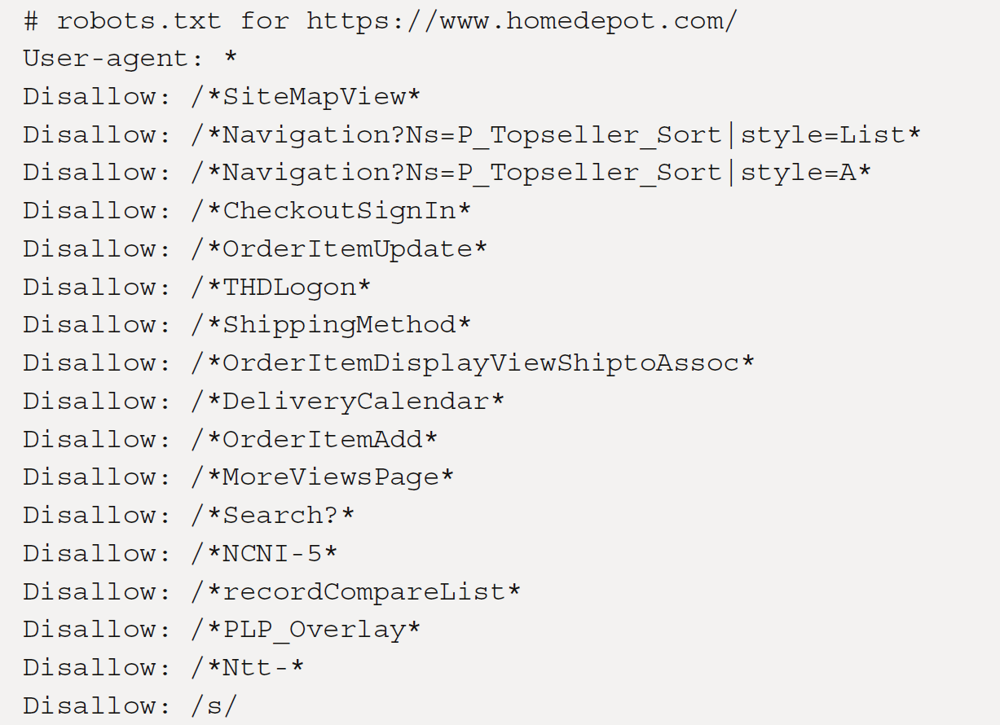 # robots.txt for https://www.homedepot.com/
User-agent: *
Disallow: /*SiteMapView*
Disallow: /*Navigation?Ns=P_Topseller_Sort|style=List*
Disallow: /*Navigation?Ns=P_Topseller_Sort|style=A*
Disallow: /*CheckoutSignIn*
Disallow: /*OrderItemUpdate*
Disallow: /*THDLogon*
Disallow: /*ShippingMethod*
Disallow: /*OrderItemDisplayViewShiptoAssoc*
Disallow: /*DeliveryCalendar*
Disallow: /*OrderItemAdd*
Disallow: /*MoreViewsPage*
Disallow: /*Search?*
Disallow: /*NCNI-5*
Disallow: /*recordCompareList*
Disallow: /*PLP_Overlay*
Disallow: /*Ntt-*
Disallow: /s/